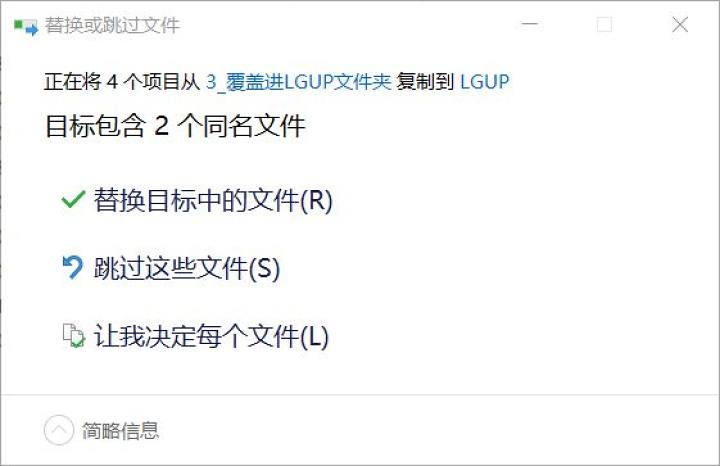 替换或跳过文件
正在将 4 个项目从 3_覆盖进LGUP文件夹 复制到 LGUP
目标包含 2 个同名文件
替换目标中的文件(R)
跳过这些文件(S)
让我决定每个文件(L)
简略信息